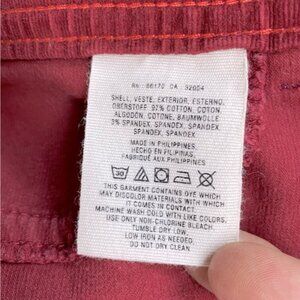 RN: 66170 CA: 32004
SHELL, VESTE, EXTERIOR, ESTERNO,
OBERSTOFF: 97% COTTON, COTON,
ALGODÓN, COTONE, BAUMWOLLE
3% SPANDEX, SPANDEX, SPANDEX,
SPANDEX, SPANDEX
MADE IN PHILIPPINES
HECHO EN FILIPINAS
FABRIQUÉ AUX PHILIPPINES
30
THIS GARMENT CONTAINS DYE WHICH
MAY DISCOLOR MATERIALS THAT
COME IN CONTACT WITH IT.
MACHINE WASH COLD WITH LIKE COLORS.
USE ONLY NON-CHLORINE BLEACH.
TUMBLE DRY LOW.
LOW IRON AS NEEDED.
DO NOT DRY CLEAN